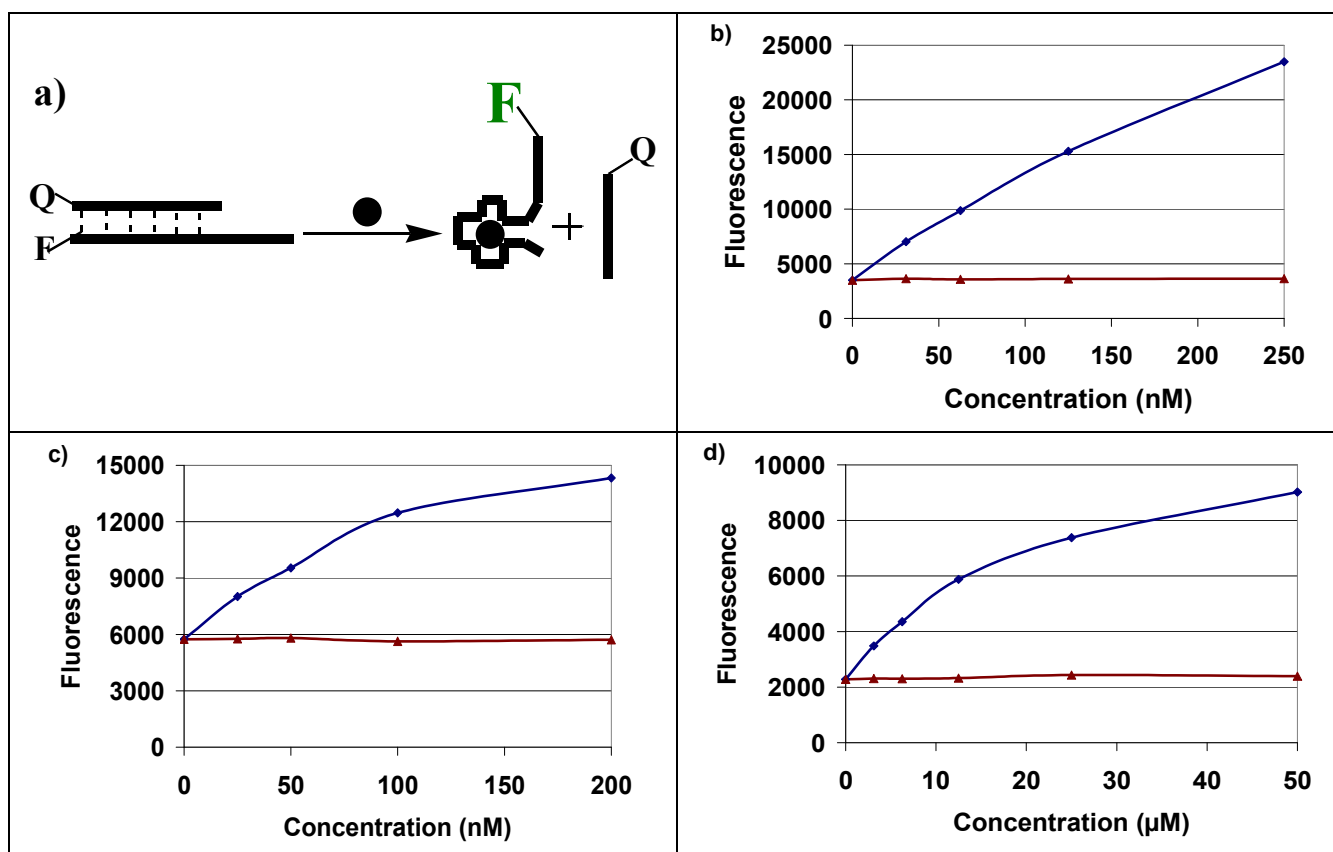 a)
F
Q
Q
F
+
b)
25000
20000
15000
10000
5000
0
Fluorescence
0 50 100 150 200 250
Concentration (nM)
c)
15000
12000
9000
6000
3000
0
Fluorescence
0 50 100 150 200
Concentration (nM)
d)
10000
8000
6000
4000
2000
0
Fluorescence
0 10 20 30 40 50
Concentration (µM)